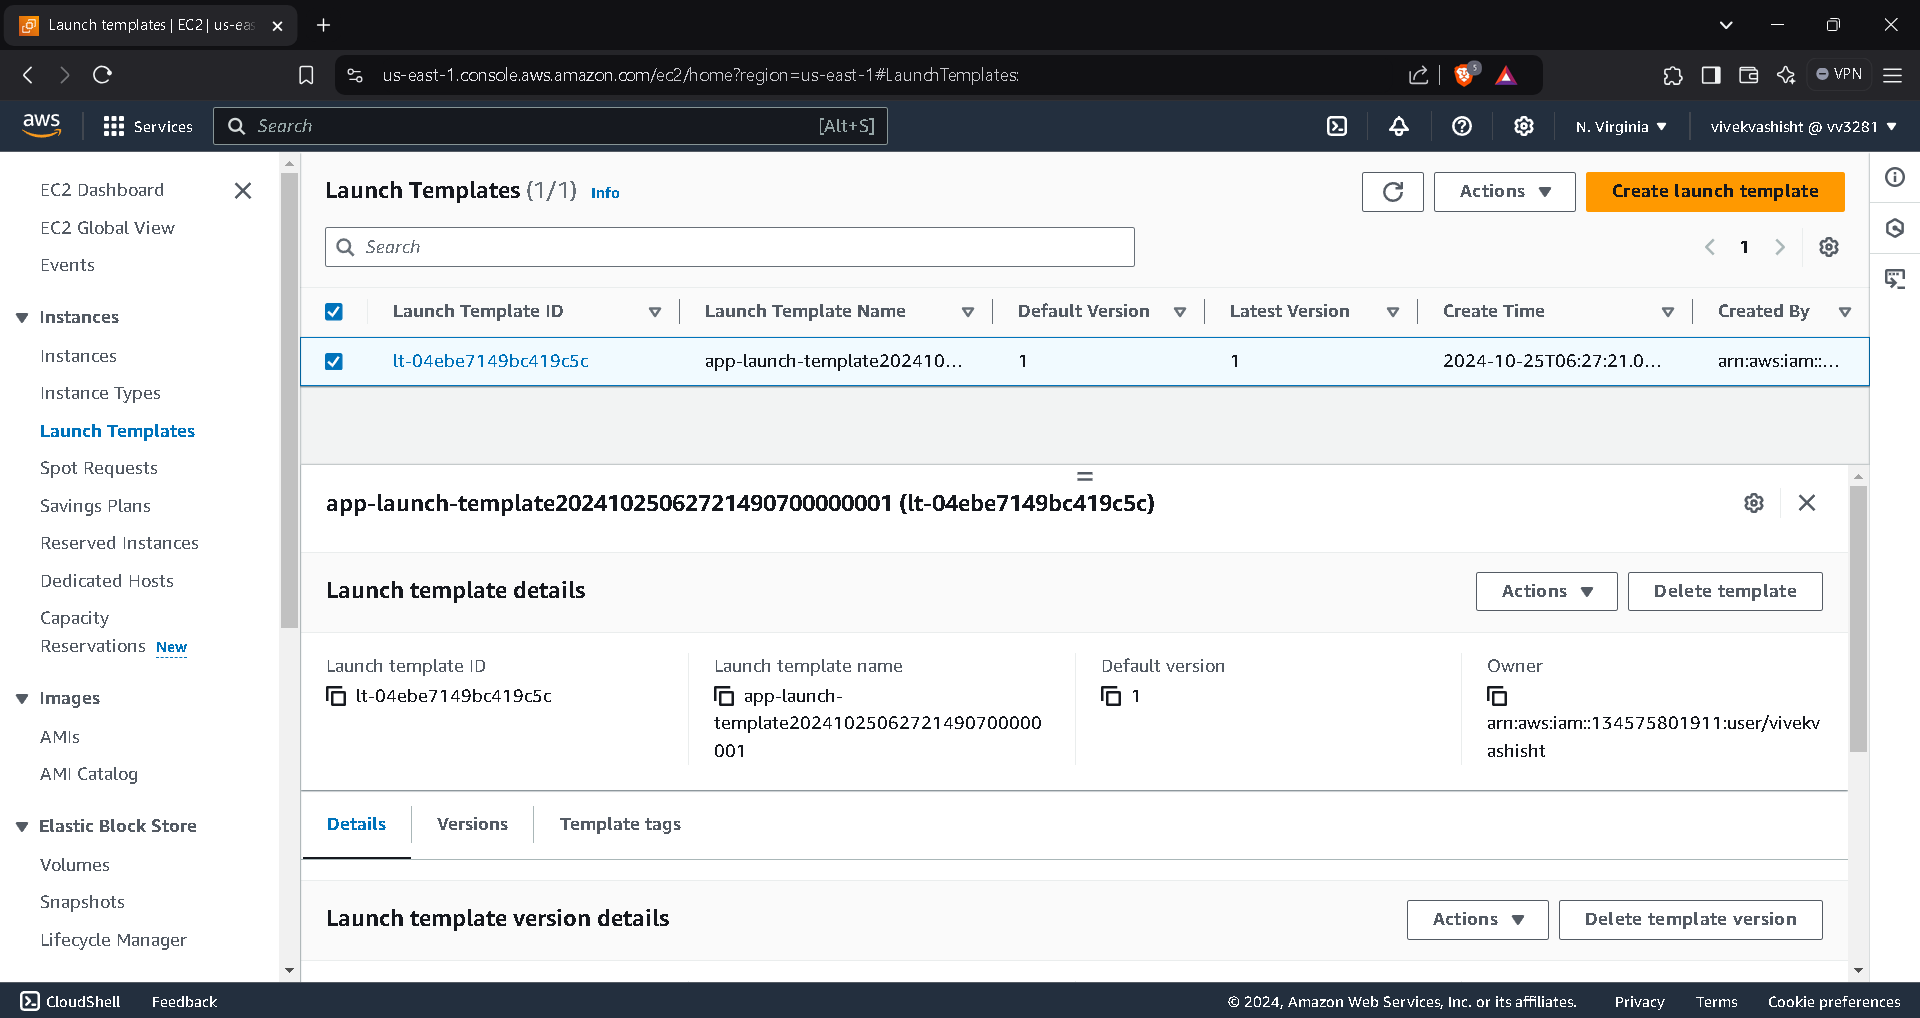 Launch templates | EC2 | us-eas
us-east-1.console.aws.amazon.com/ec2/home?region=us-east-1#LaunchTemplates:
5
VPN
aws
Services
Search
[Alt+S]
N. Virginia
vivekvashisht @ vv3281
EC2 Dashboard
EC2 Global View
Events
Instances
Instances
Instance Types
Launch Templates
Spot Requests
Savings Plans
Reserved Instances
Dedicated Hosts
Capacity
Reservations New
Images
AMIs
AMI Catalog
Elastic Block Store
Volumes
Snapshots
Lifecycle Manager
Launch Templates (1/1) Info
Actions
Create launch template
Search
1
Launch Template ID
Launch Template Name
Default Version
Latest Version
Create Time
Created By
lt-04ebe7149bc419c5c
app-launch-template202410...
1
1
2024-10-25T06:27:21.0...
arn:aws:iam::...
app-launch-template20241025062721490700000001 (lt-04ebe7149bc419c5c)
Launch template details
Actions
Delete template
Launch template ID
lt-04ebe7149bc419c5c
Launch template name
app-launch-
template20241025062721490700000
001
Default version
1
Owner
arn:aws:iam::134575801911:user/vivekv
ashisht
Details
Versions
Template tags
Launch template version details
Actions
Delete template version
CloudShell
Feedback
© 2024, Amazon Web Services, Inc. or its affiliates.
Privacy
Terms
Cookie preferences